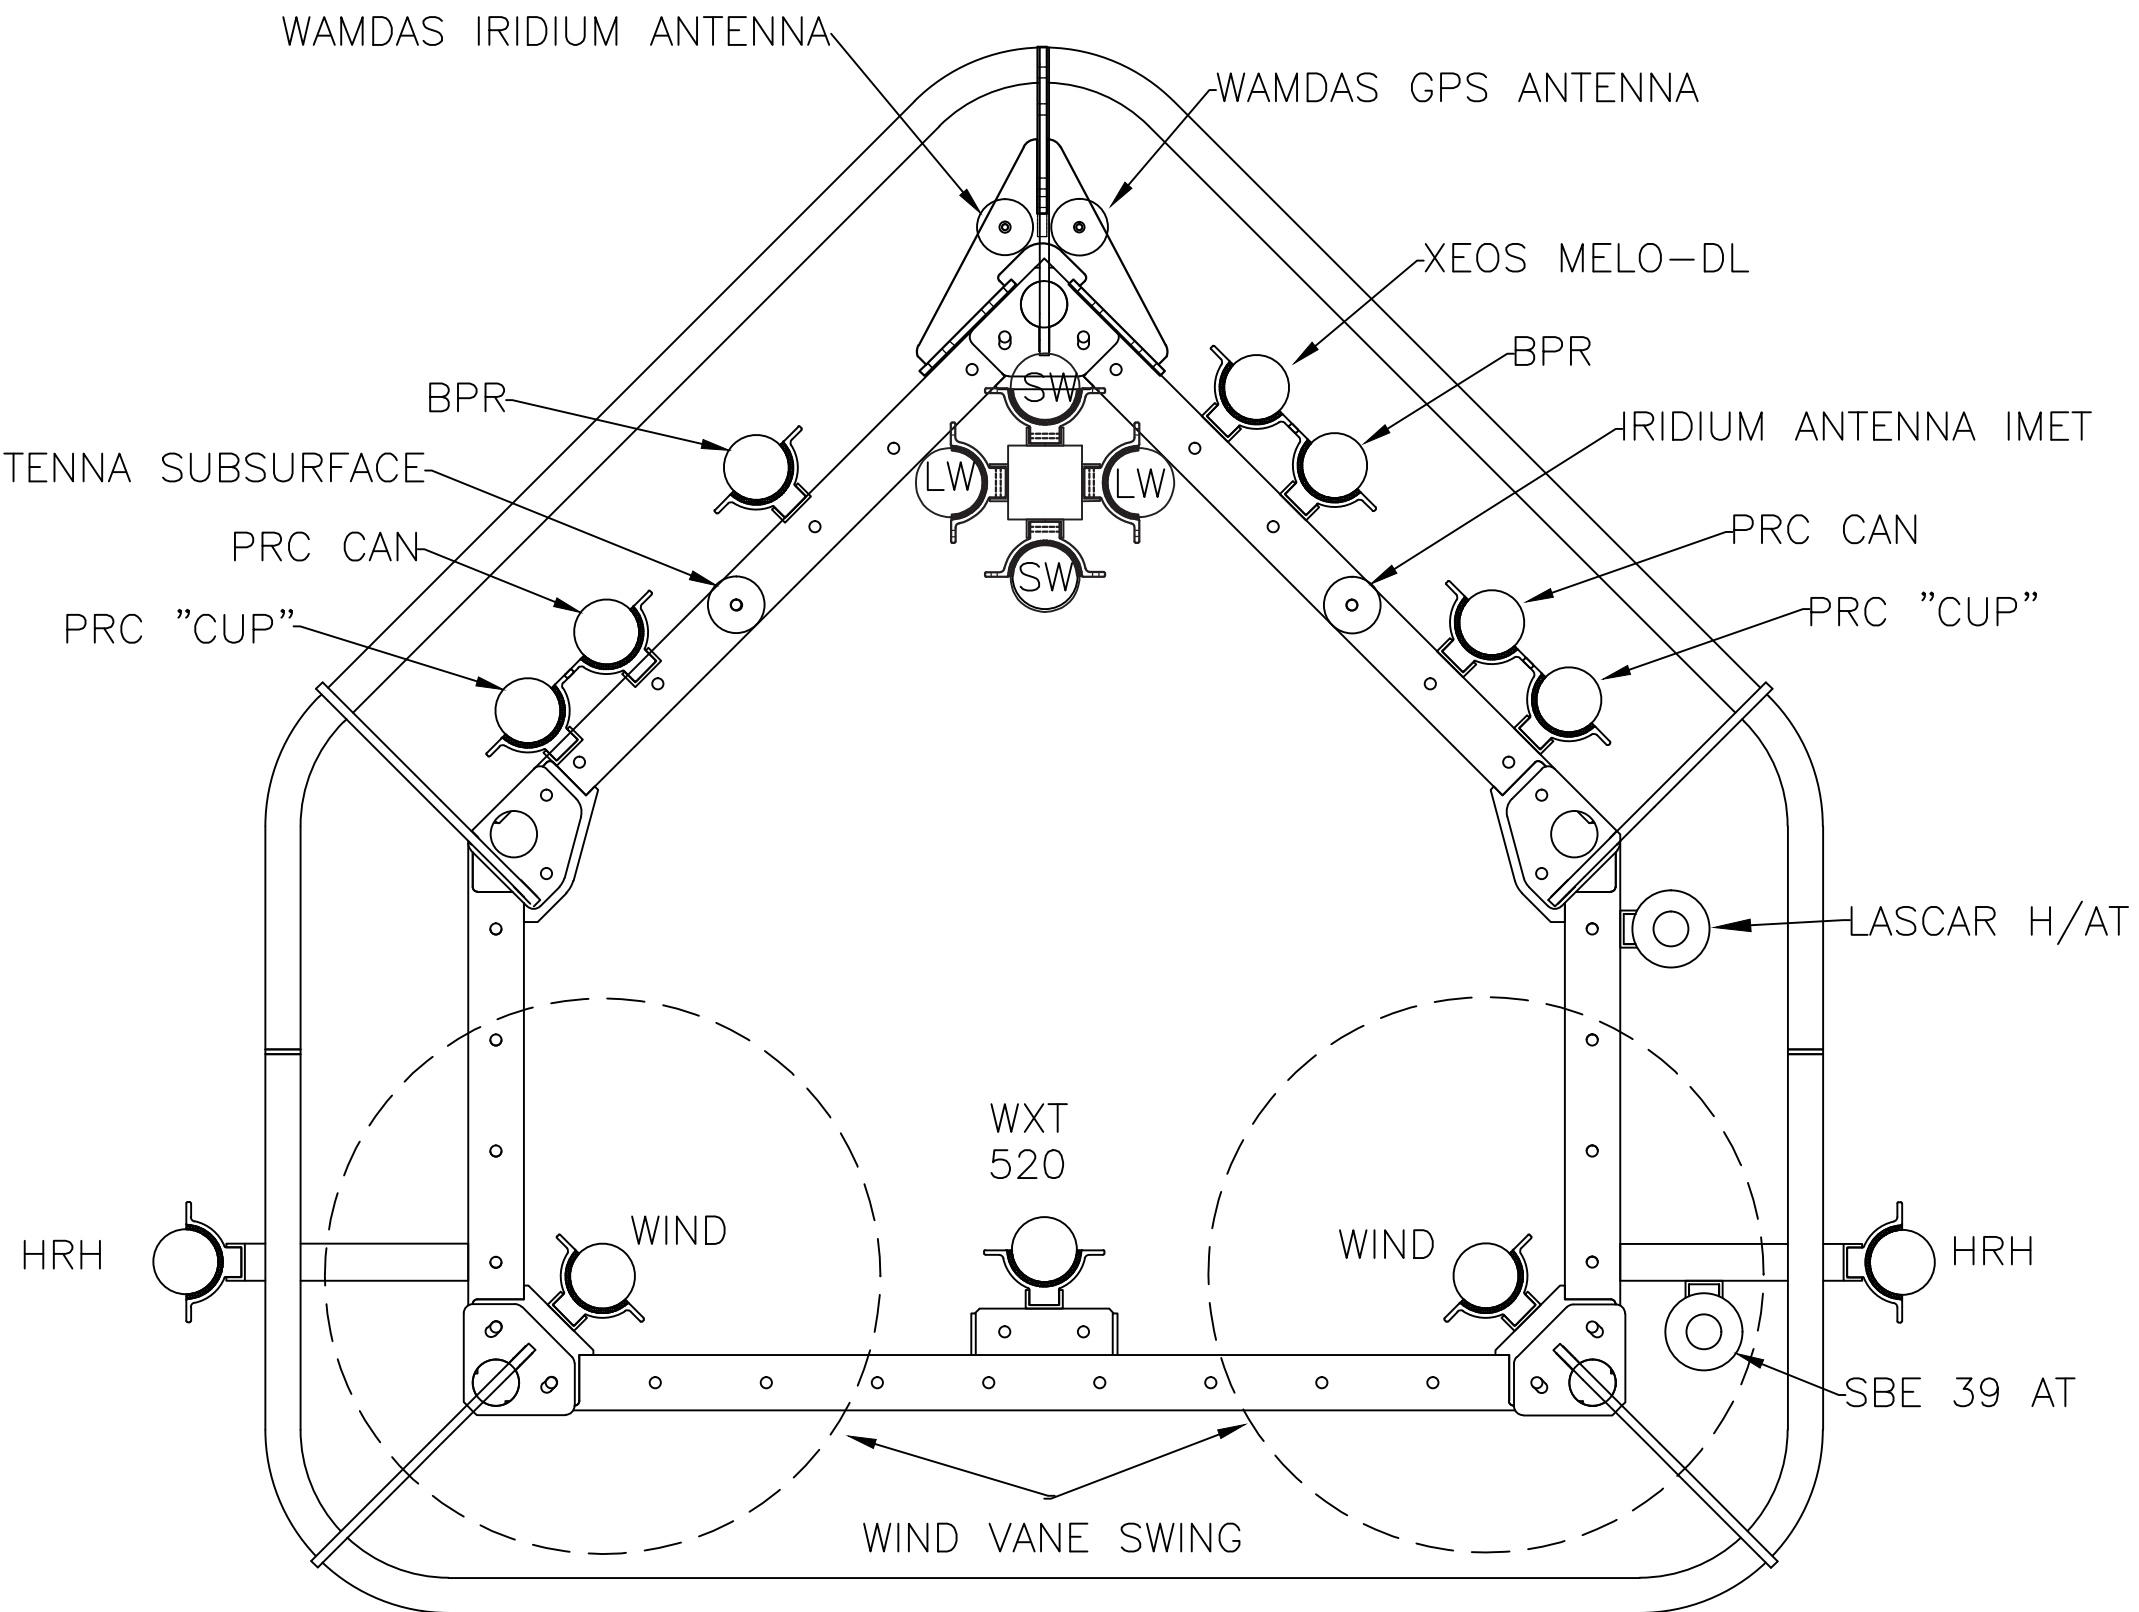 WAMDAS IRIDIUM ANTENNA
WAMDAS GPS ANTENNA
XEOS MELO-DL
BPR
BPR
IRIDIUM ANTENNA IMET
TENNA SUBSURFACE
SW
LW
LW
SW
PRC CAN
PRC CAN
PRC "CUP"
PRC "CUP"
LASCAR H/AT
WXT
520
WIND
WIND
HRH
HRH
SBE 39 AT
WIND VANE SWING